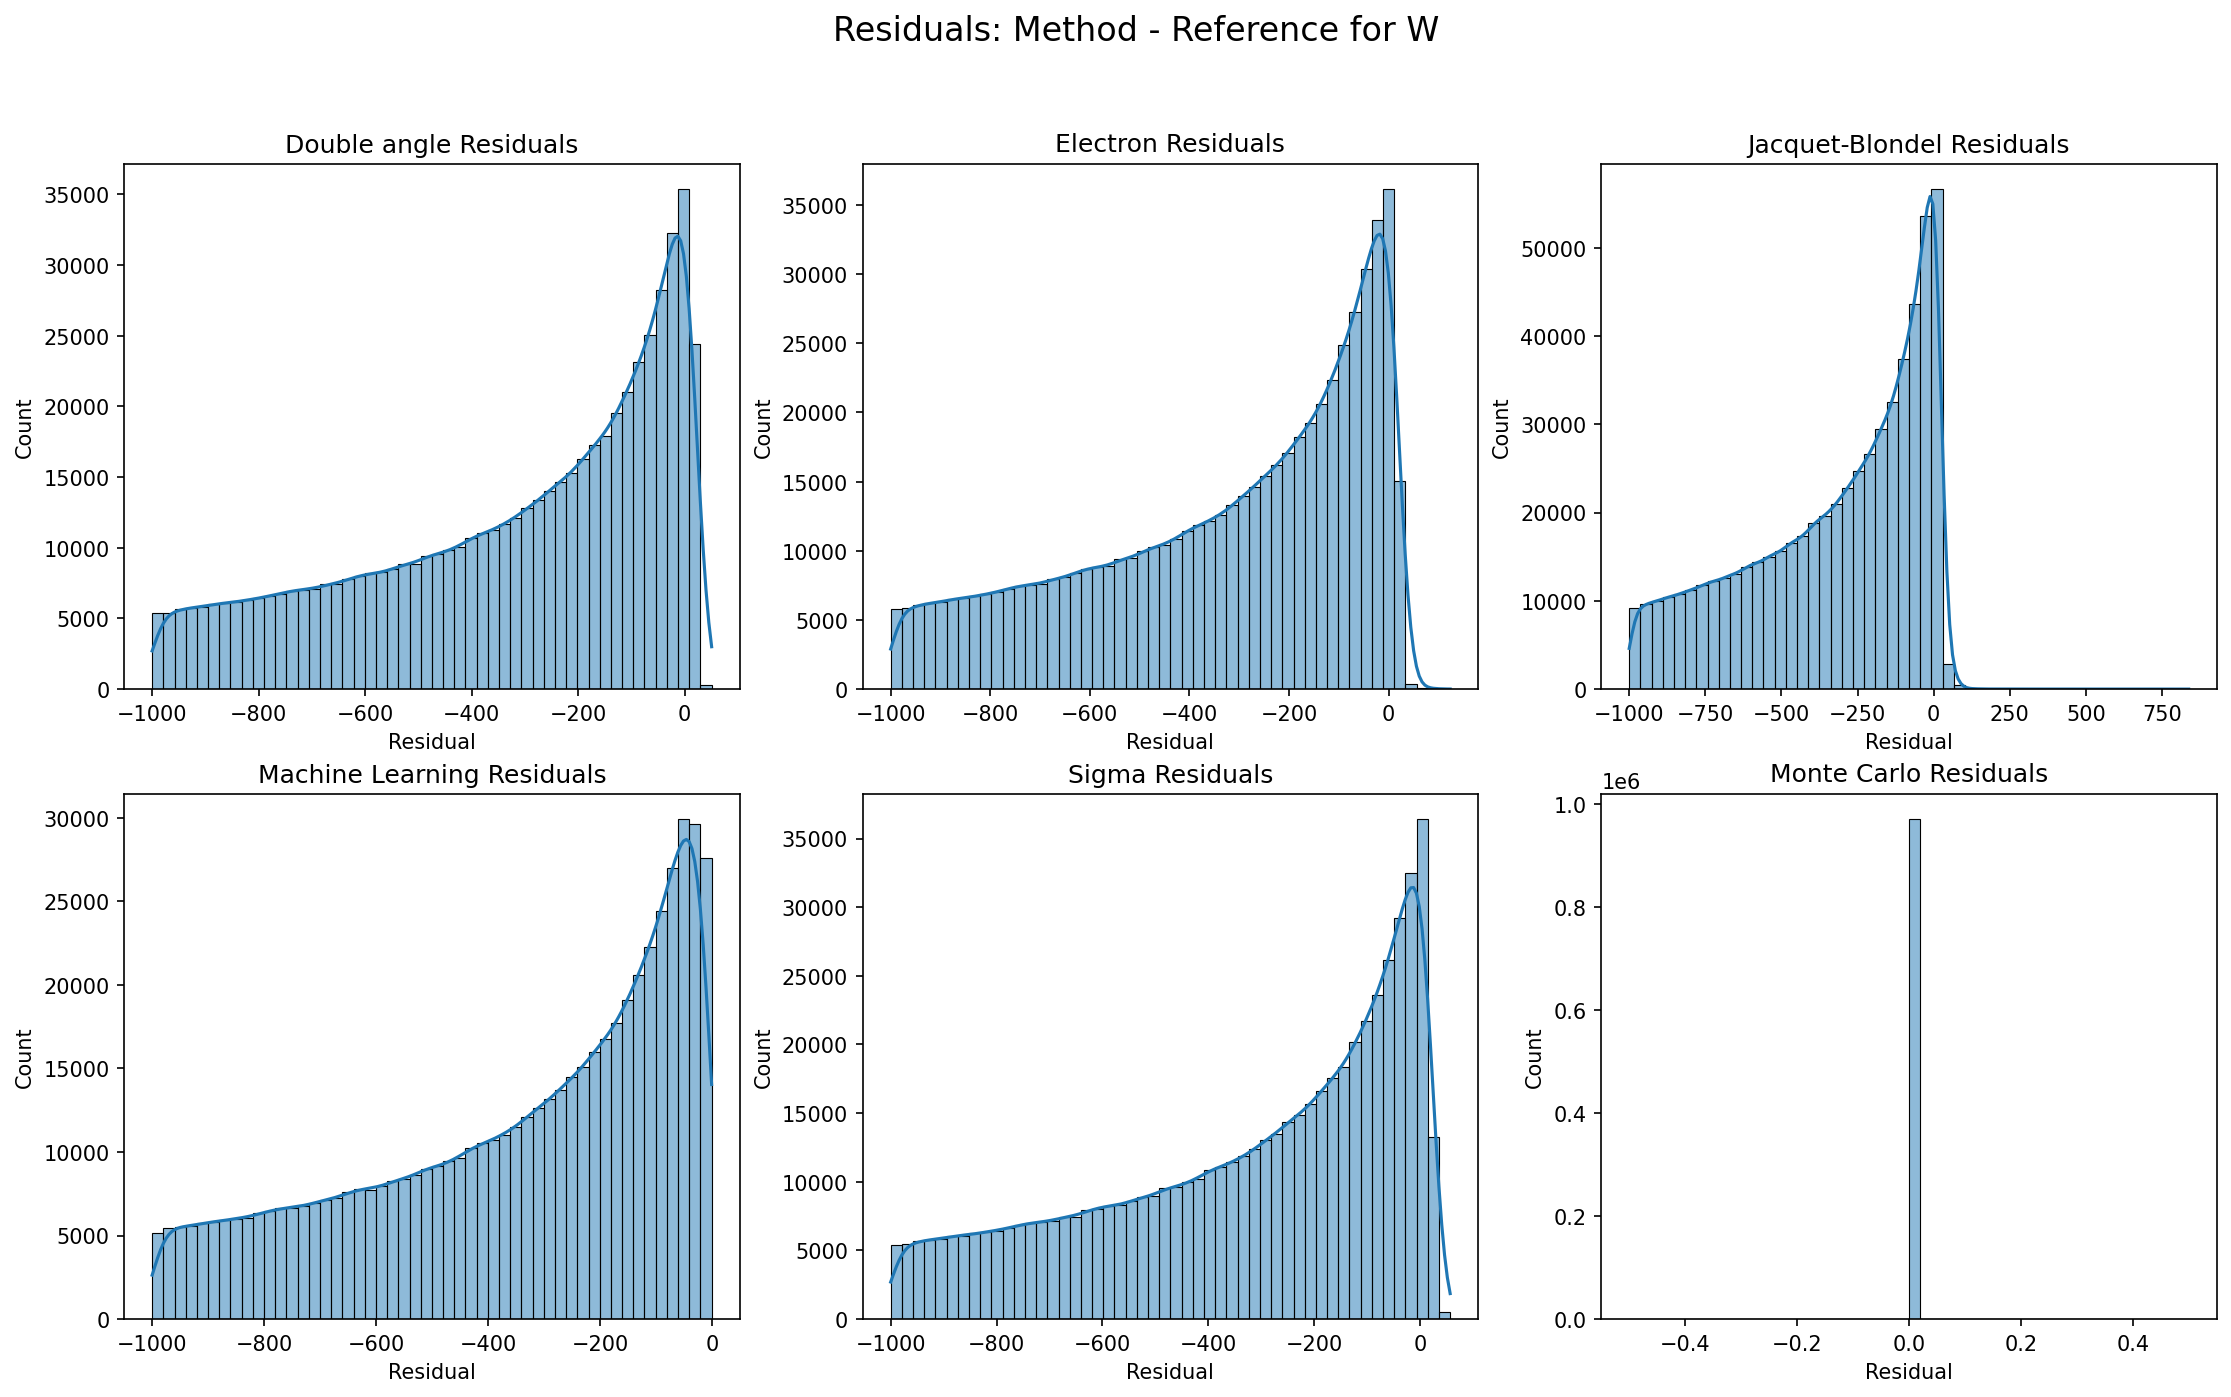 Residuals: Method - Reference for W
Double angle Residuals
Electron Residuals
Jacquet-Blondel Residuals
35000
30000
25000
20000
15000
10000
5000
0
Count
−1000 −800 −600 −400 −200 0
Residual
35000
30000
25000
20000
15000
10000
5000
0
Count
−1000 −800 −600 −400 −200 0
Residual
50000
40000
30000
20000
10000
0
Count
−1000 −750 −500 −250 0 250 500 750
Residual
Machine Learning Residuals
Sigma Residuals
Monte Carlo Residuals
30000
25000
20000
15000
10000
5000
0
Count
−1000 −800 −600 −400 −200 0
Residual
35000
30000
25000
20000
15000
10000
5000
0
Count
−1000 −800 −600 −400 −200 0
Residual
1e6
1.0
0.8
0.6
0.4
0.2
0.0
Count
−0.4 −0.2 0.0 0.2 0.4
Residual